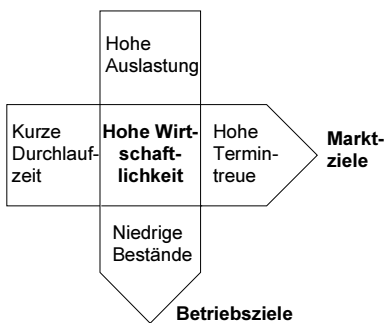 Hohe
Auslastung
Kurze
Durchlauf-
zeit
Hohe Wirt-
schaft-
lichkeit
Hohe
Termin-
treue
Markt-
ziele
Niedrige
Bestände
Betriebsziele